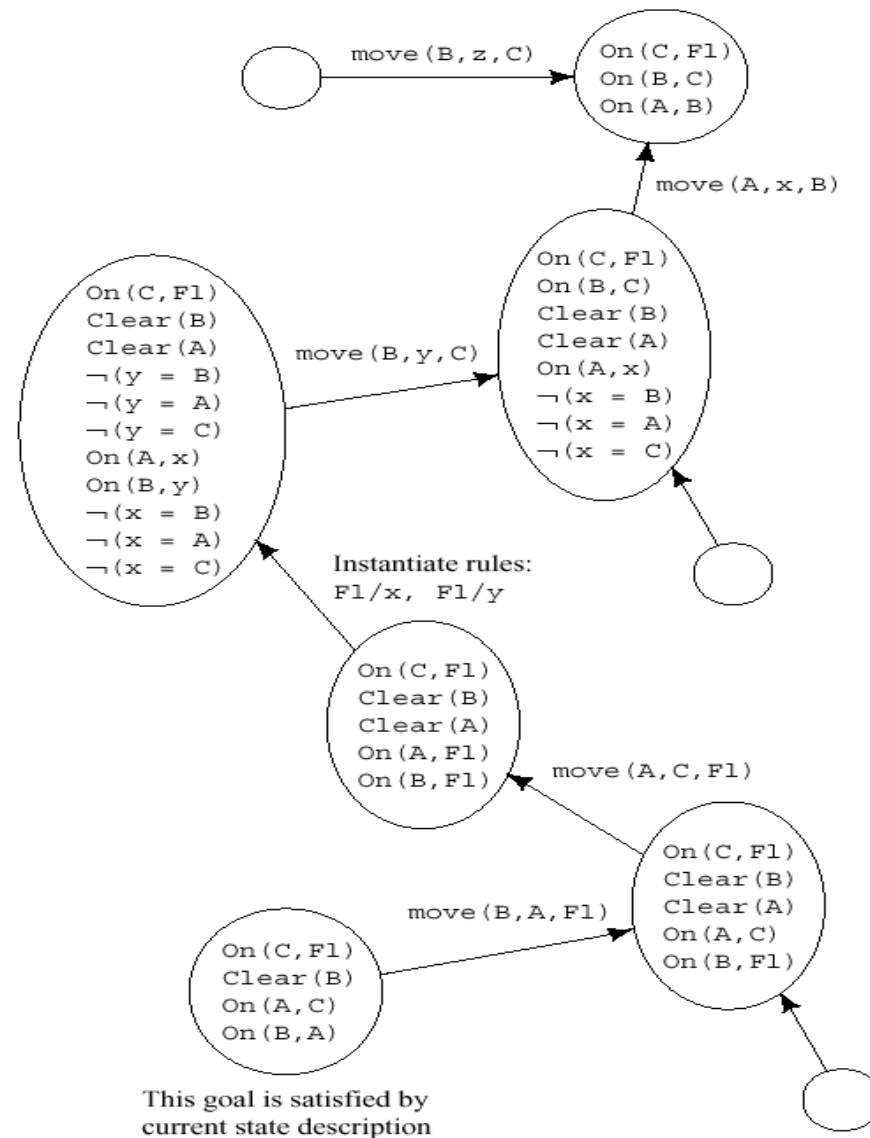 move(B,z,C)
On(C,Fl)
On(B,C)
On(A,B)
move(A,x,B)
On(C,Fl)
On(B,C)
Clear(B)
Clear(A)
On(A,x)
¬(x = B)
¬(x = A)
¬(x = C)
move(B,y,C)
On(C,Fl)
Clear(B)
Clear(A)
¬(y = B)
¬(y = A)
¬(y = C)
On(A,x)
On(B,y)
¬(x = B)
¬(x = A)
¬(x = C)
Instantiate rules:
Fl/x, Fl/y
On(C,Fl)
Clear(B)
Clear(A)
On(A,Fl)
On(B,Fl)
move(A,C,Fl)
On(C,Fl)
Clear(B)
Clear(A)
On(A,C)
On(B,Fl)
move(B,A,Fl)
On(C,Fl)
Clear(B)
On(A,C)
On(B,A)
This goal is satisfied by
current state description